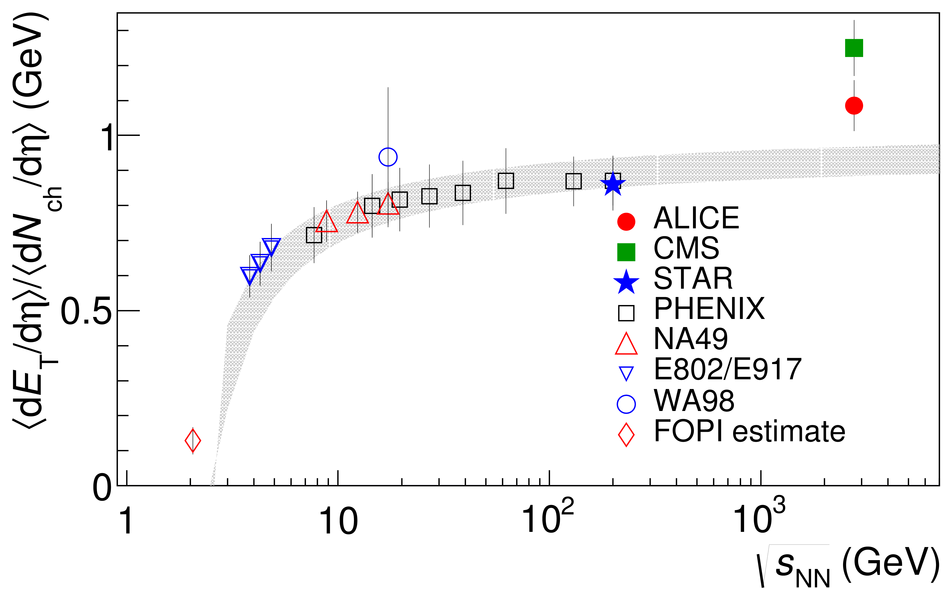 ⟨dE_T/dη⟩/⟨dN_ch/dη⟩ (GeV)
1
0.5
0
ALICE
CMS
STAR
PHENIX
NA49
E802/E917
WA98
FOPI estimate
1 10 10² 10³
√s_NN (GeV)